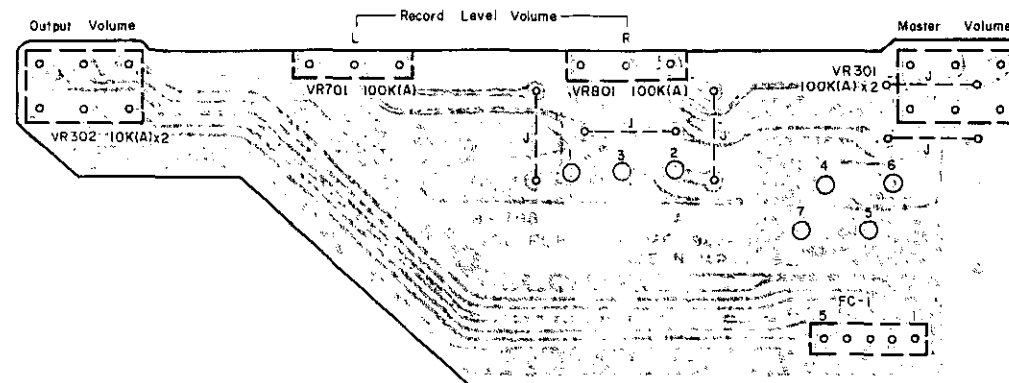 Record Level Volume
Output Volume
L
R
Master Volume
VR701 100K(A)
VR801 100K(A)
VR301
100K(A)x2
J
VR302 10K(A)x2
J
J
J
J
1
3
2
4
6
7
5
FC-1
5
1